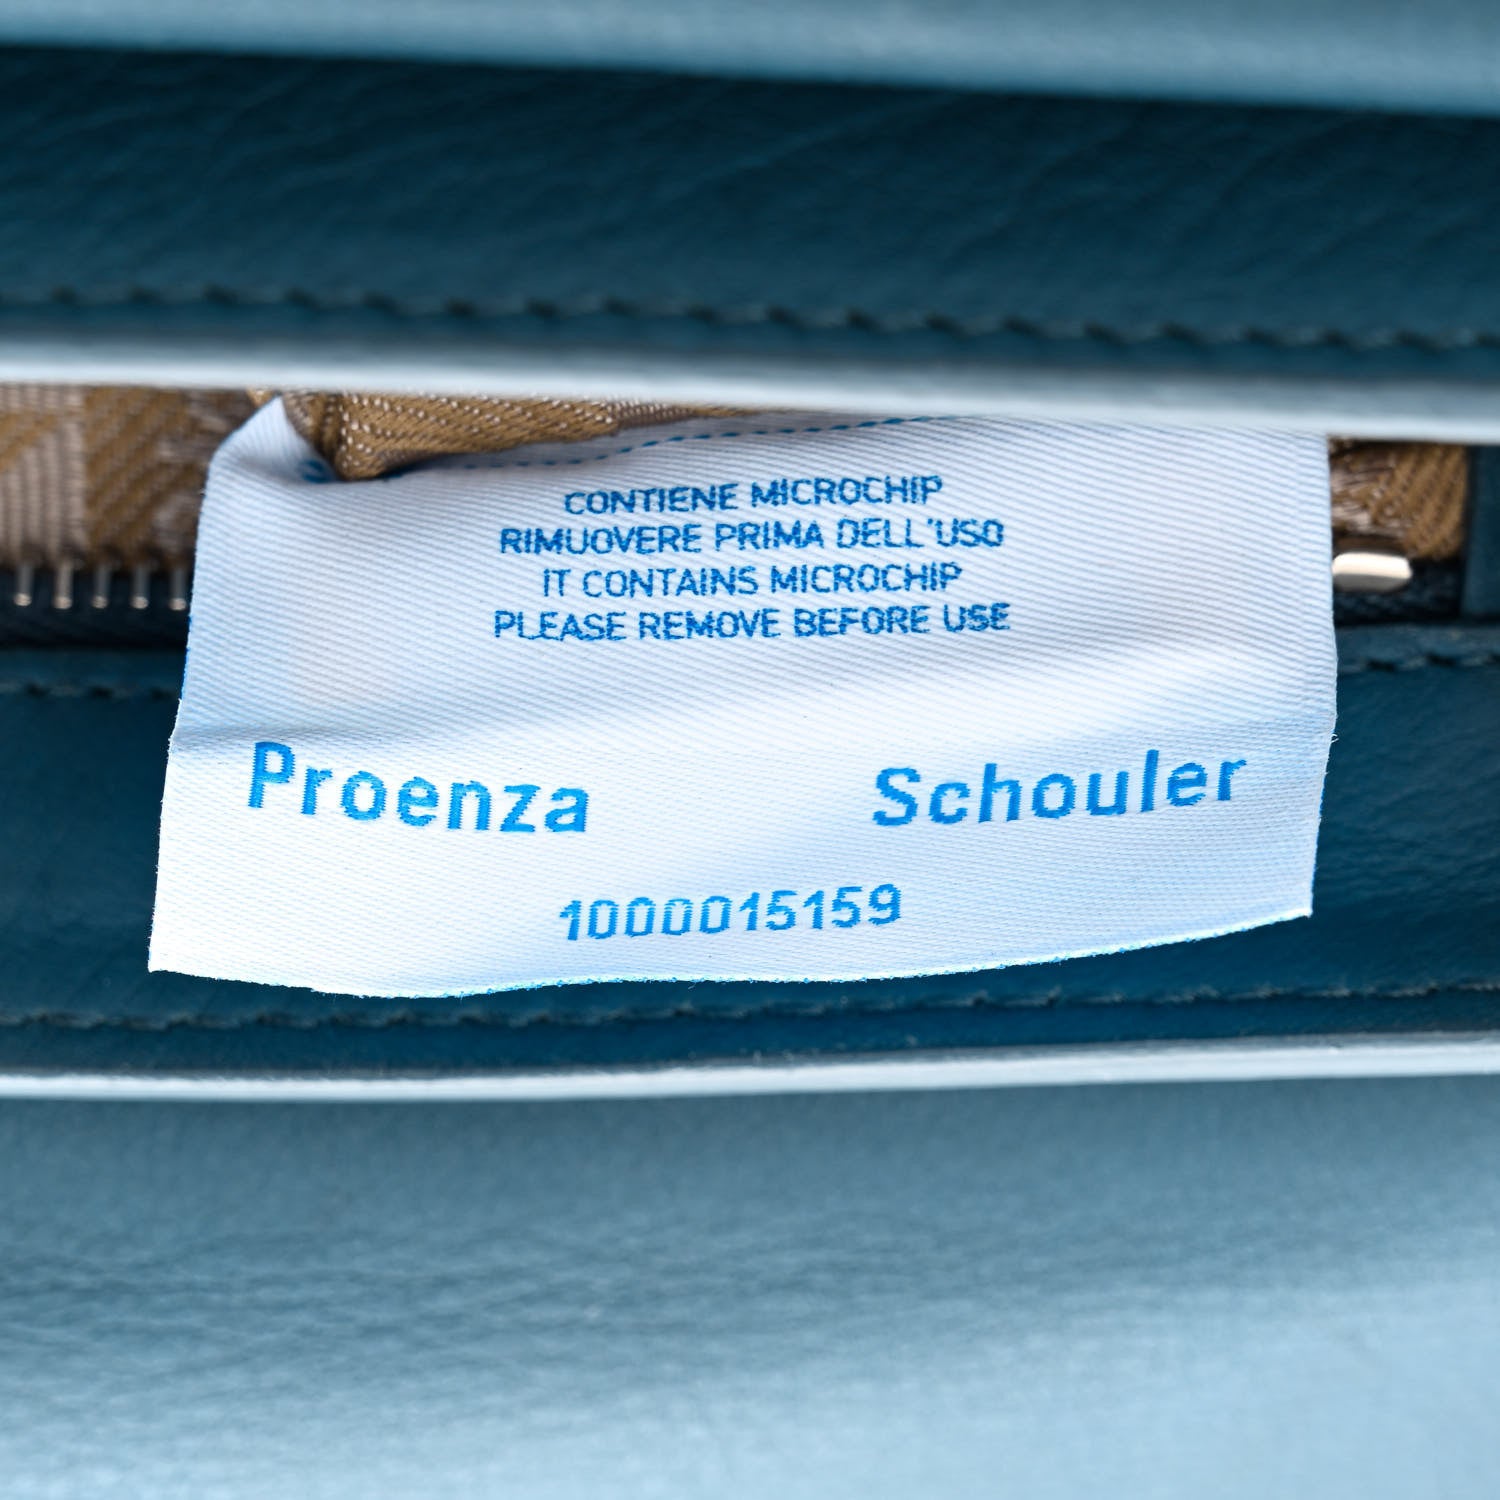 CONTIENE MICROCHIP
RIMUOVERE PRIMA DELL'USO
IT CONTAINS MICROCHIP
PLEASE REMOVE BEFORE USE
Proenza Schouler
1000015159